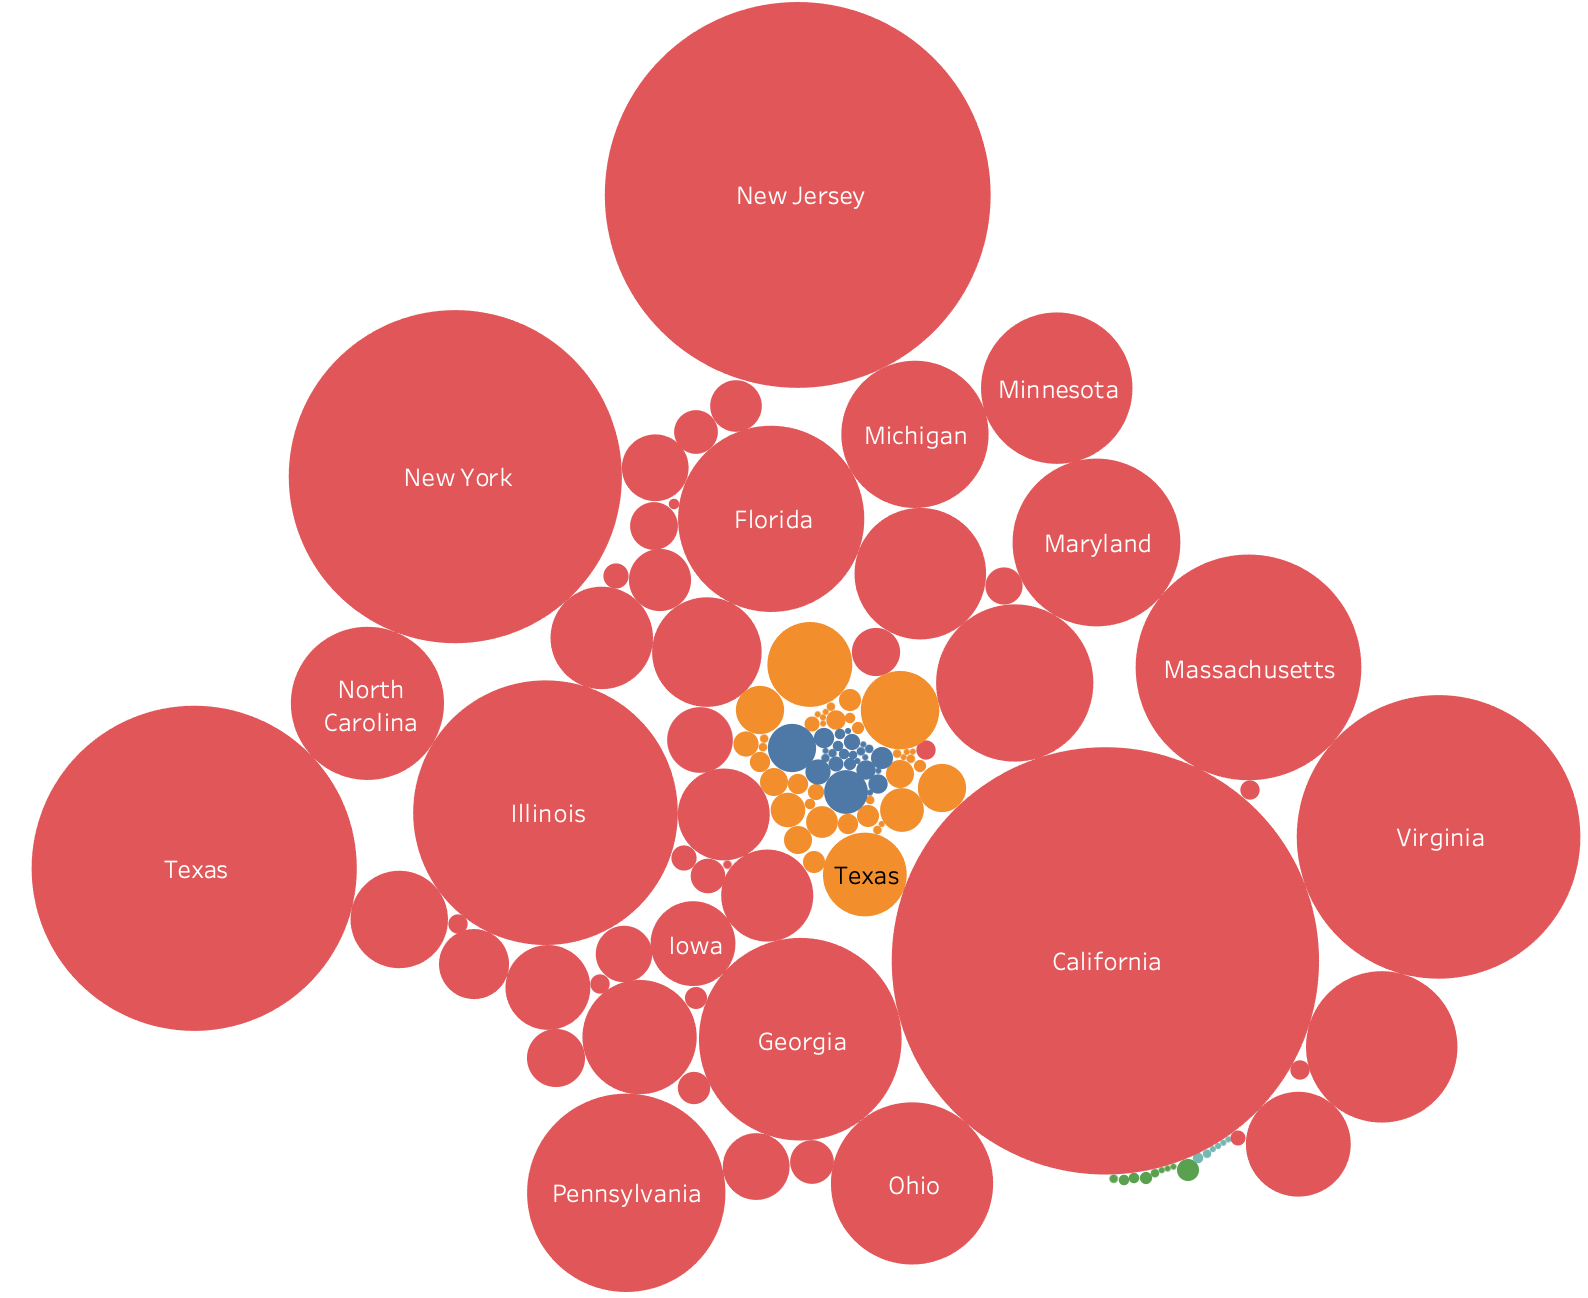 New Jersey
Minnesota
Michigan
New York
Florida
Maryland
Massachusetts
North
Carolina
Illinois
Virginia
Texas
Texas
Iowa
California
Georgia
Pennsylvania
Ohio